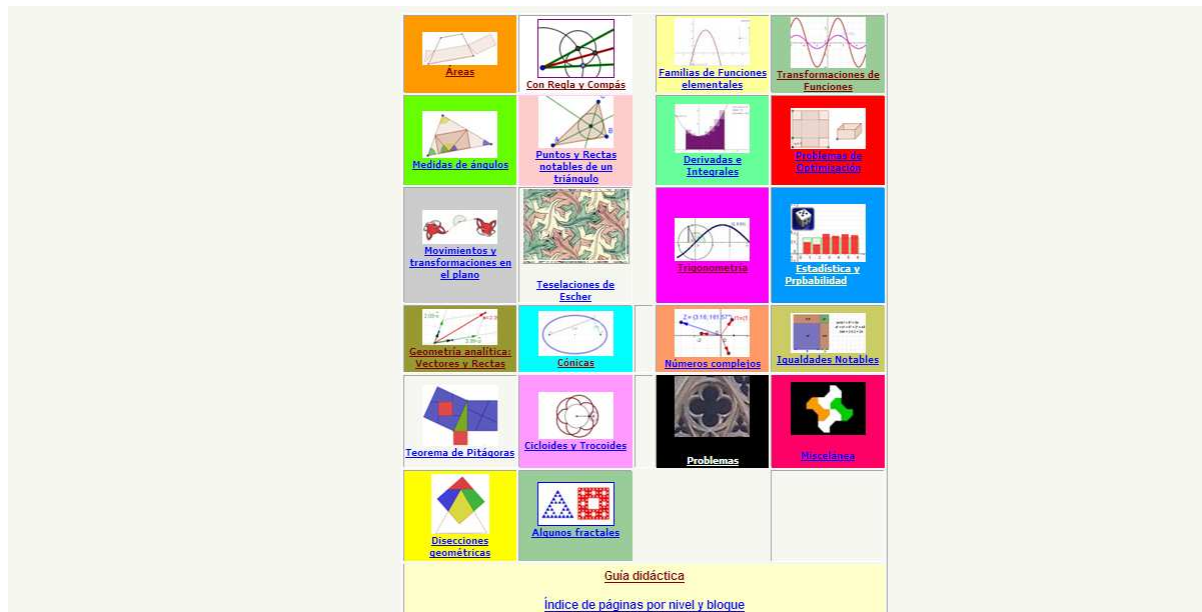 Áreas
Con Regla y Compás
Familias de Funciones
elementales
Transformaciones de
Funciones
Medidas de ángulos
Puntos y Rectas
notables de un
triángulo
Derivadas e
Integrales
Problemas de
Optimización
Movimientos y
transformaciones en
el plano
Teselaciones de
Escher
Trigonometría
Estadística y
Prpbabilidad
Geometría analítica:
Vectores y Rectas
Cónicas
Números complejos
Igualdades Notables
Teorema de Pitágoras
Cicloides y Trocoides
Problemas
Miscelánea
Disecciones
geométricas
Algunos fractales
Guía didáctica
Índice de páginas por nivel y bloque